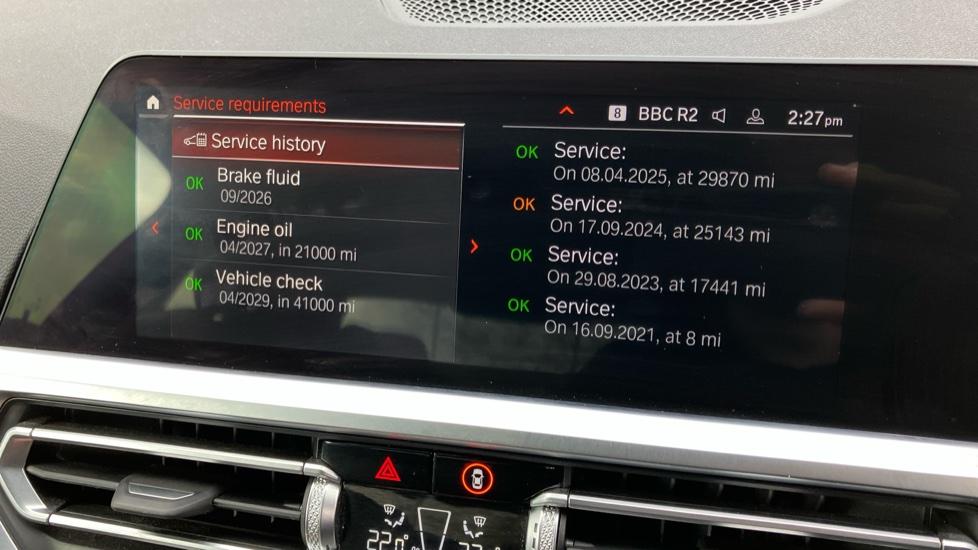 Service requirements
8 BBC R2 2:27pm
Service history
OK Brake fluid
09/2026
OK Engine oil
04/2027, in 21000 mi
OK Vehicle check
04/2029, in 41000 mi
OK Service:
On 08.04.2025, at 29870 mi
OK Service:
On 17.09.2024, at 25143 mi
OK Service:
On 29.08.2023, at 17441 mi
OK Service:
On 16.09.2021, at 8 mi
22.0°